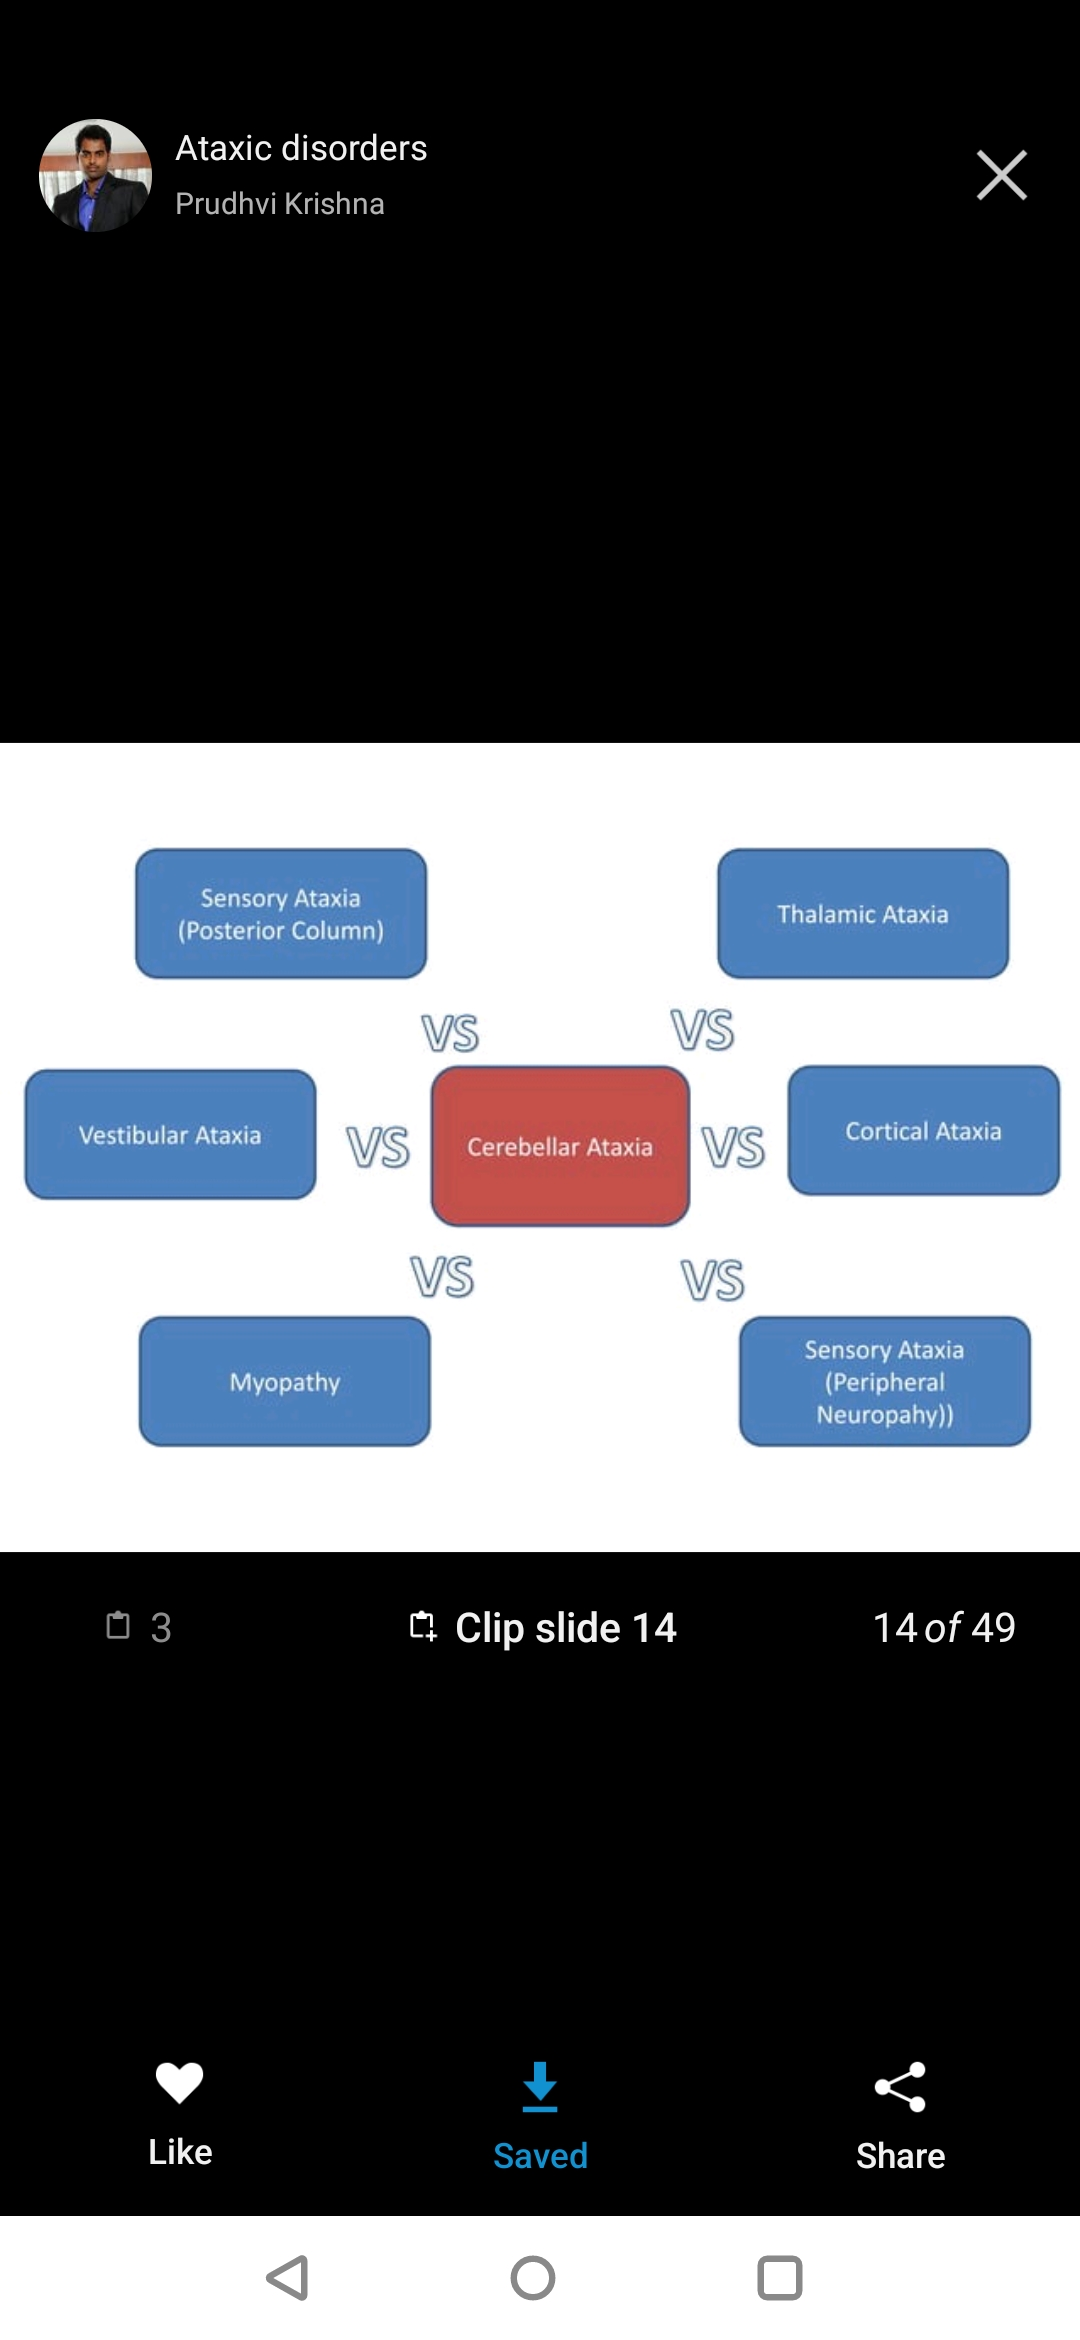 Ataxic disorders
Prudhvi Krishna
Sensory Ataxia
(Posterior Column)
Thalamic Ataxia
VS
VS
Vestibular Ataxia
VS
Cerebellar Ataxia
VS
Cortical Ataxia
VS
VS
Myopathy
Sensory Ataxia
(Peripheral
Neuropahy))
3
Clip slide 14
14 of 49
Like
Saved
Share